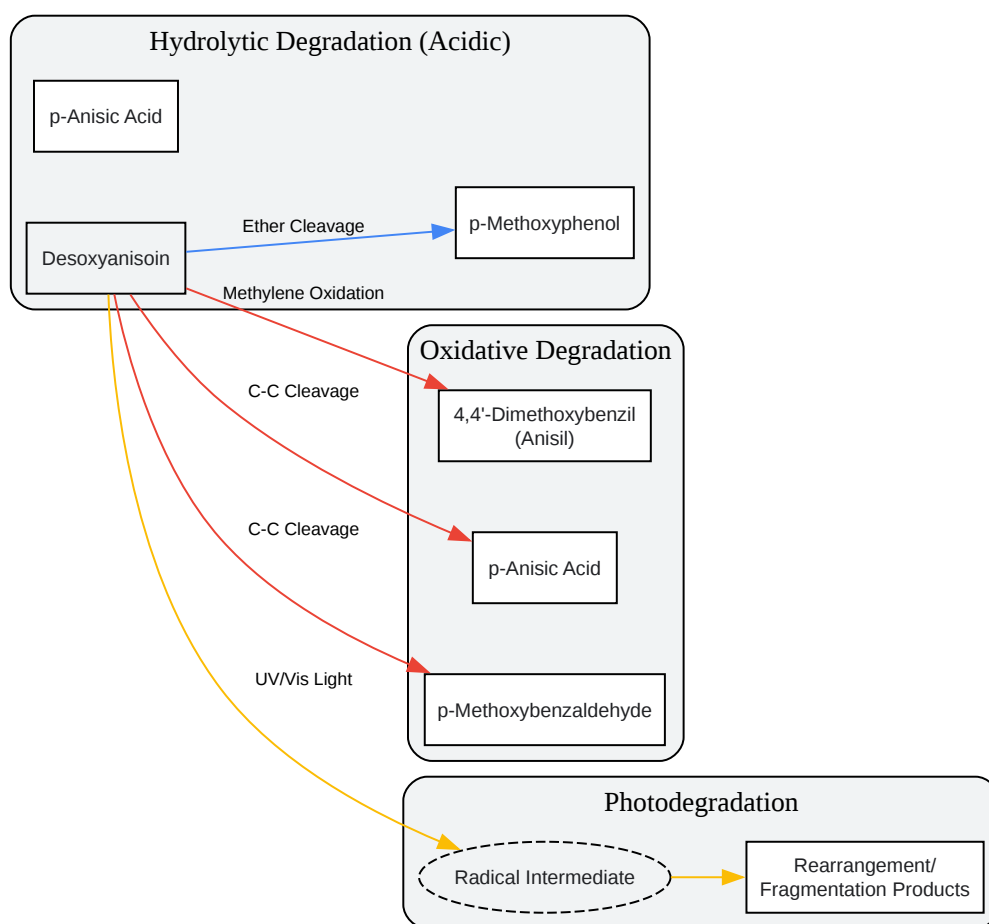 Hydrolytic Degradation (Acidic)
p-Anisic Acid
Ether Cleavage
p-Methoxyphenol
Desoxyanisoin
Methylene Oxidation
Oxidative Degradation
C-C Cleavage
4,4'-Dimethoxybenzil
(Anisil)
C-C Cleavage
p-Anisic Acid
UV/Vis Light
p-Methoxybenzaldehyde
Photodegradation
Radical Intermediate
Rearrangement/
Fragmentation Products